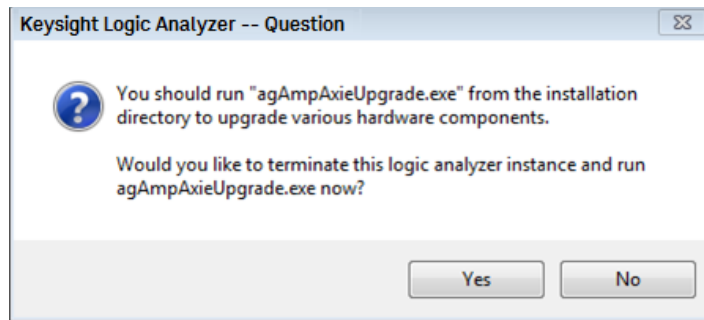 Keysight Logic Analyzer -- Question
You should run "agAmpAxieUpgrade.exe" from the installation
directory to upgrade various hardware components.
Would you like to terminate this logic analyzer instance and run
agAmpAxieUpgrade.exe now?
Yes
No